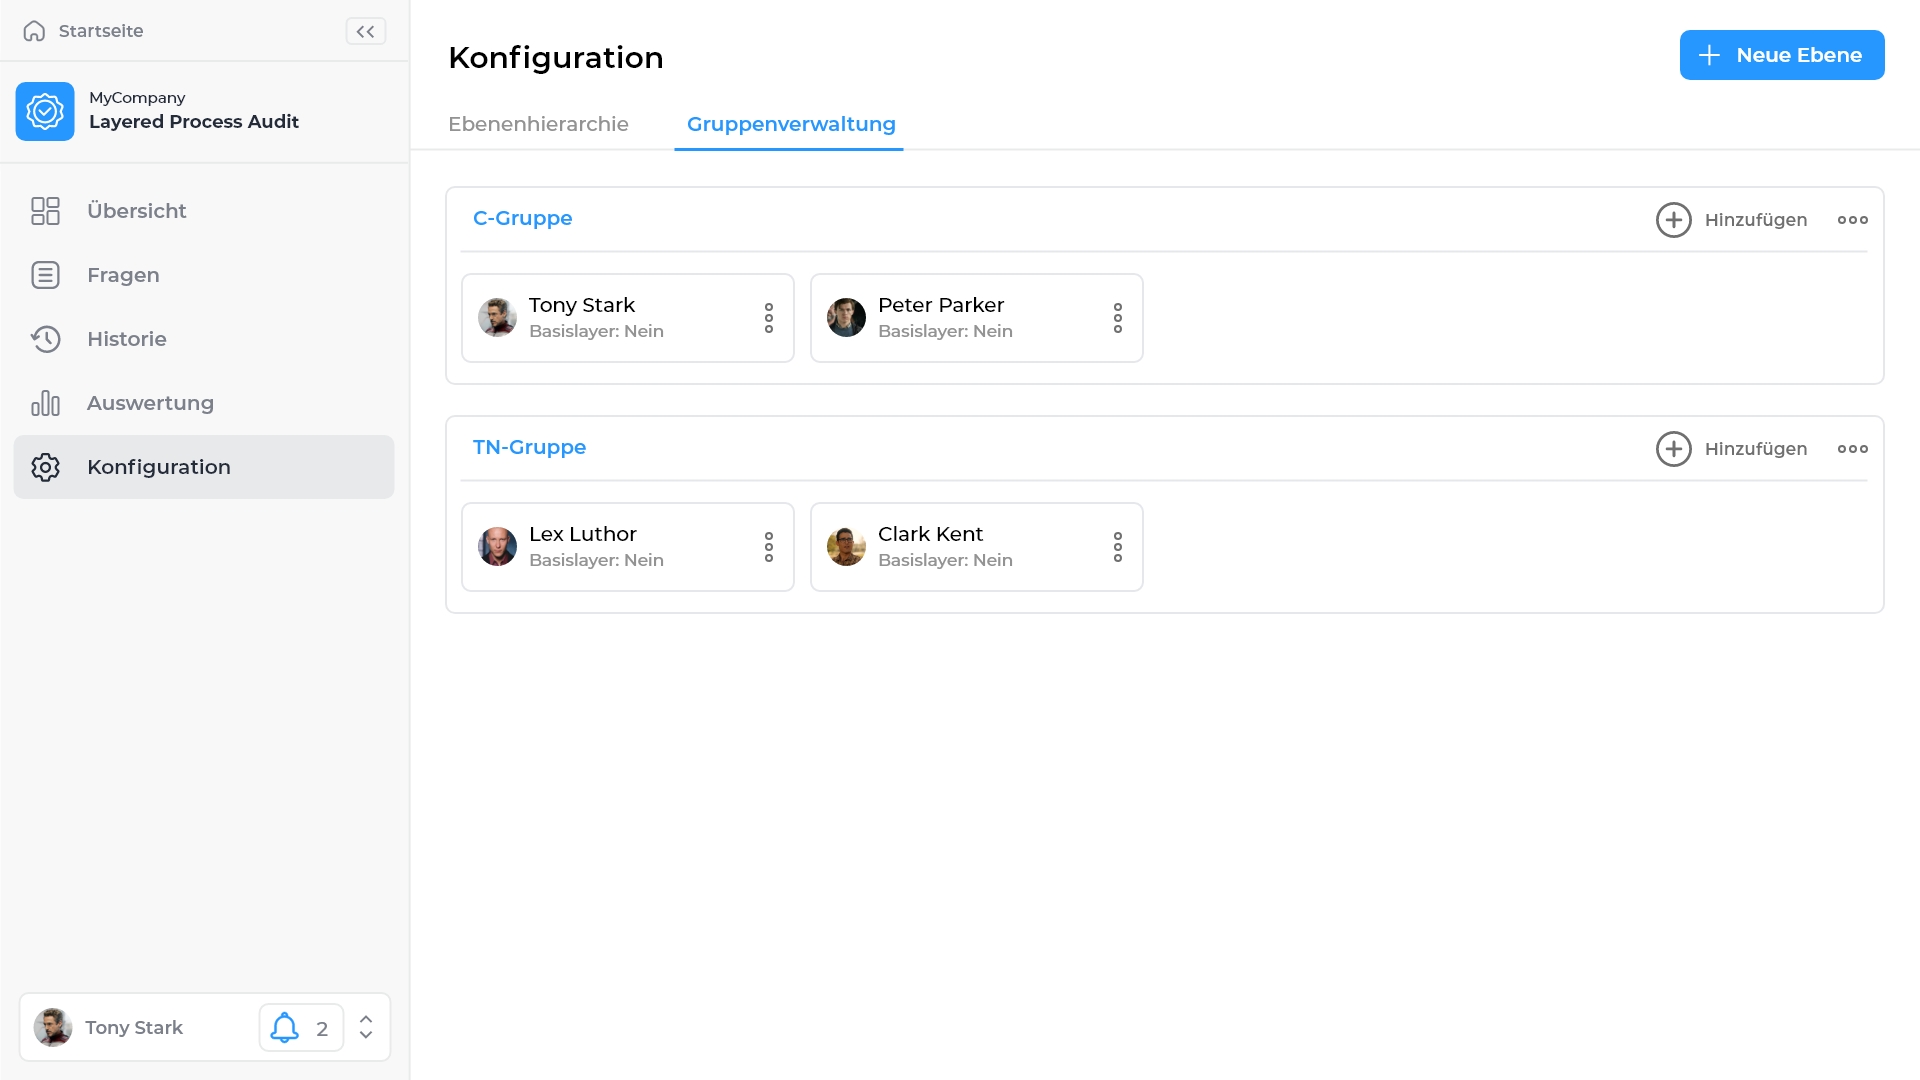 Startseite
MyCompany
Layered Process Audit
Übersicht
Fragen
Historie
Auswertung
Konfiguration
Tony Stark
2
Konfiguration
Neue Ebene
Ebenenhierarchie
Gruppenverwaltung
C-Gruppe
Hinzufügen
Tony Stark
Basislayer: Nein
Peter Parker
Basislayer: Nein
TN-Gruppe
Hinzufügen
Lex Luthor
Basislayer: Nein
Clark Kent
Basislayer: Nein